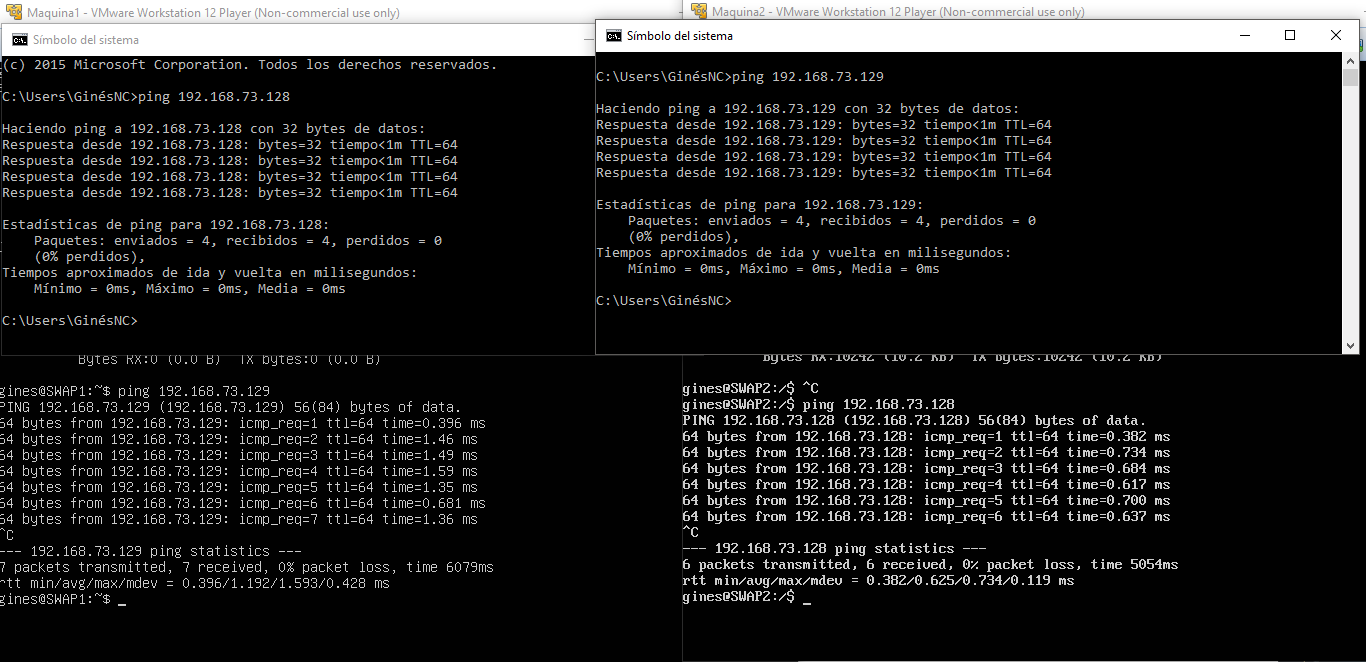 Maquina1 - VMware Workstation 12 Player (Non-commercial use only)
Símbolo del sistema
(c) 2015 Microsoft Corporation. Todos los derechos reservados.
C:\Users\GinésNC>ping 192.168.73.128
Haciendo ping a 192.168.73.128 con 32 bytes de datos:
Respuesta desde 192.168.73.128: bytes=32 tiempo<1m TTL=64
Respuesta desde 192.168.73.128: bytes=32 tiempo<1m TTL=64
Respuesta desde 192.168.73.128: bytes=32 tiempo<1m TTL=64
Respuesta desde 192.168.73.128: bytes=32 tiempo<1m TTL=64
Estadísticas de ping para 192.168.73.128:
Paquetes: enviados = 4, recibidos = 4, perdidos = 0
(0% perdidos),
Tiempos aproximados de ida y vuelta en milisegundos:
Mínimo = 0ms, Máximo = 0ms, Media = 0ms
C:\Users\GinésNC>
Bytes RX:0 (0.0 B)  TX bytes:0 (0.0 B)
gines@SWAP1:~$ ping 192.168.73.129
PING 192.168.73.129 (192.168.73.129) 56(84) bytes of data.
64 bytes from 192.168.73.129: icmp_req=1 ttl=64 time=0.396 ms
64 bytes from 192.168.73.129: icmp_req=2 ttl=64 time=1.46 ms
64 bytes from 192.168.73.129: icmp_req=3 ttl=64 time=1.49 ms
64 bytes from 192.168.73.129: icmp_req=4 ttl=64 time=1.59 ms
64 bytes from 192.168.73.129: icmp_req=5 ttl=64 time=1.35 ms
64 bytes from 192.168.73.129: icmp_req=6 ttl=64 time=0.681 ms
64 bytes from 192.168.73.129: icmp_req=7 ttl=64 time=1.36 ms
^C
--- 192.168.73.129 ping statistics ---
7 packets transmitted, 7 received, 0% packet loss, time 6079ms
rtt min/avg/max/mdev = 0.396/1.192/1.593/0.428 ms
gines@SWAP1:~$ _
Maquina2 - VMware Workstation 12 Player (Non-commercial use only)
Símbolo del sistema
C:\Users\GinésNC>ping 192.168.73.129
Haciendo ping a 192.168.73.129 con 32 bytes de datos:
Respuesta desde 192.168.73.129: bytes=32 tiempo<1m TTL=64
Respuesta desde 192.168.73.129: bytes=32 tiempo<1m TTL=64
Respuesta desde 192.168.73.129: bytes=32 tiempo<1m TTL=64
Respuesta desde 192.168.73.129: bytes=32 tiempo<1m TTL=64
Estadísticas de ping para 192.168.73.129:
Paquetes: enviados = 4, recibidos = 4, perdidos = 0
(0% perdidos),
Tiempos aproximados de ida y vuelta en milisegundos:
Mínimo = 0ms, Máximo = 0ms, Media = 0ms
C:\Users\GinésNC>
Bytes RX:10242 (10.2 KB)  TX bytes:10242 (10.2 KB)
gines@SWAP2:/$ ^C
gines@SWAP2:/$ ping 192.168.73.128
PING 192.168.73.128 (192.168.73.128) 56(84) bytes of data.
64 bytes from 192.168.73.128: icmp_req=1 ttl=64 time=0.382 ms
64 bytes from 192.168.73.128: icmp_req=2 ttl=64 time=0.734 ms
64 bytes from 192.168.73.128: icmp_req=3 ttl=64 time=0.684 ms
64 bytes from 192.168.73.128: icmp_req=4 ttl=64 time=0.617 ms
64 bytes from 192.168.73.128: icmp_req=5 ttl=64 time=0.700 ms
64 bytes from 192.168.73.128: icmp_req=6 ttl=64 time=0.637 ms
^C
--- 192.168.73.128 ping statistics ---
6 packets transmitted, 6 received, 0% packet loss, time 5054ms
rtt min/avg/max/mdev = 0.382/0.625/0.734/0.119 ms
gines@SWAP2:/$ _